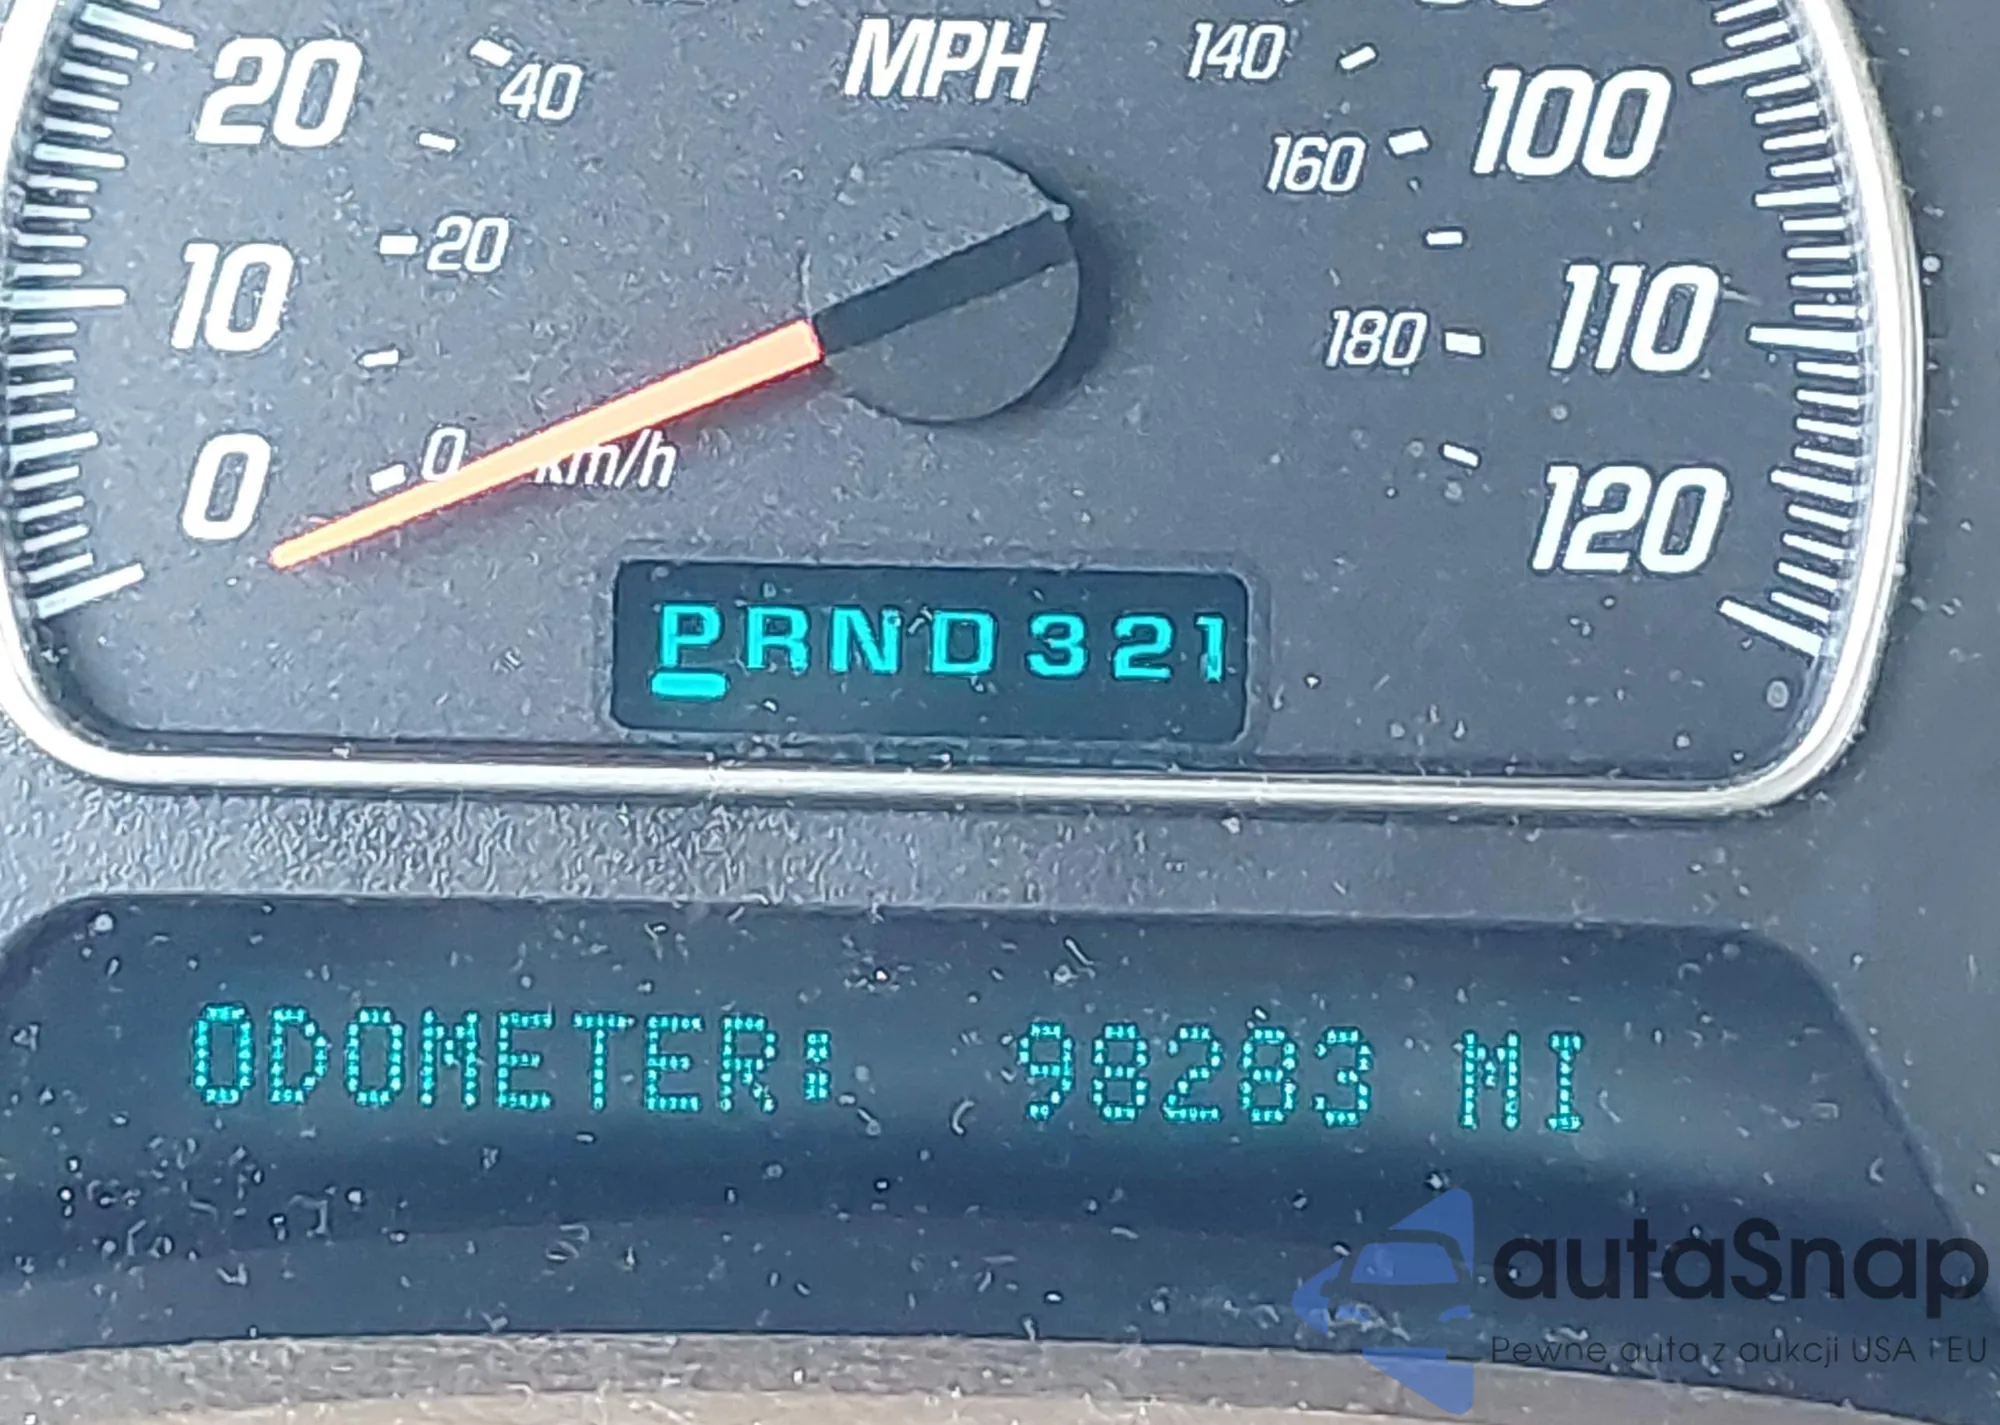 MPH
20 40 140 100
160
10 20 180 110
0 0 km/h 120
PRND321
ODOMETER: 98283 MI
autaSnap
Pewne auta z aukcji USA i EU